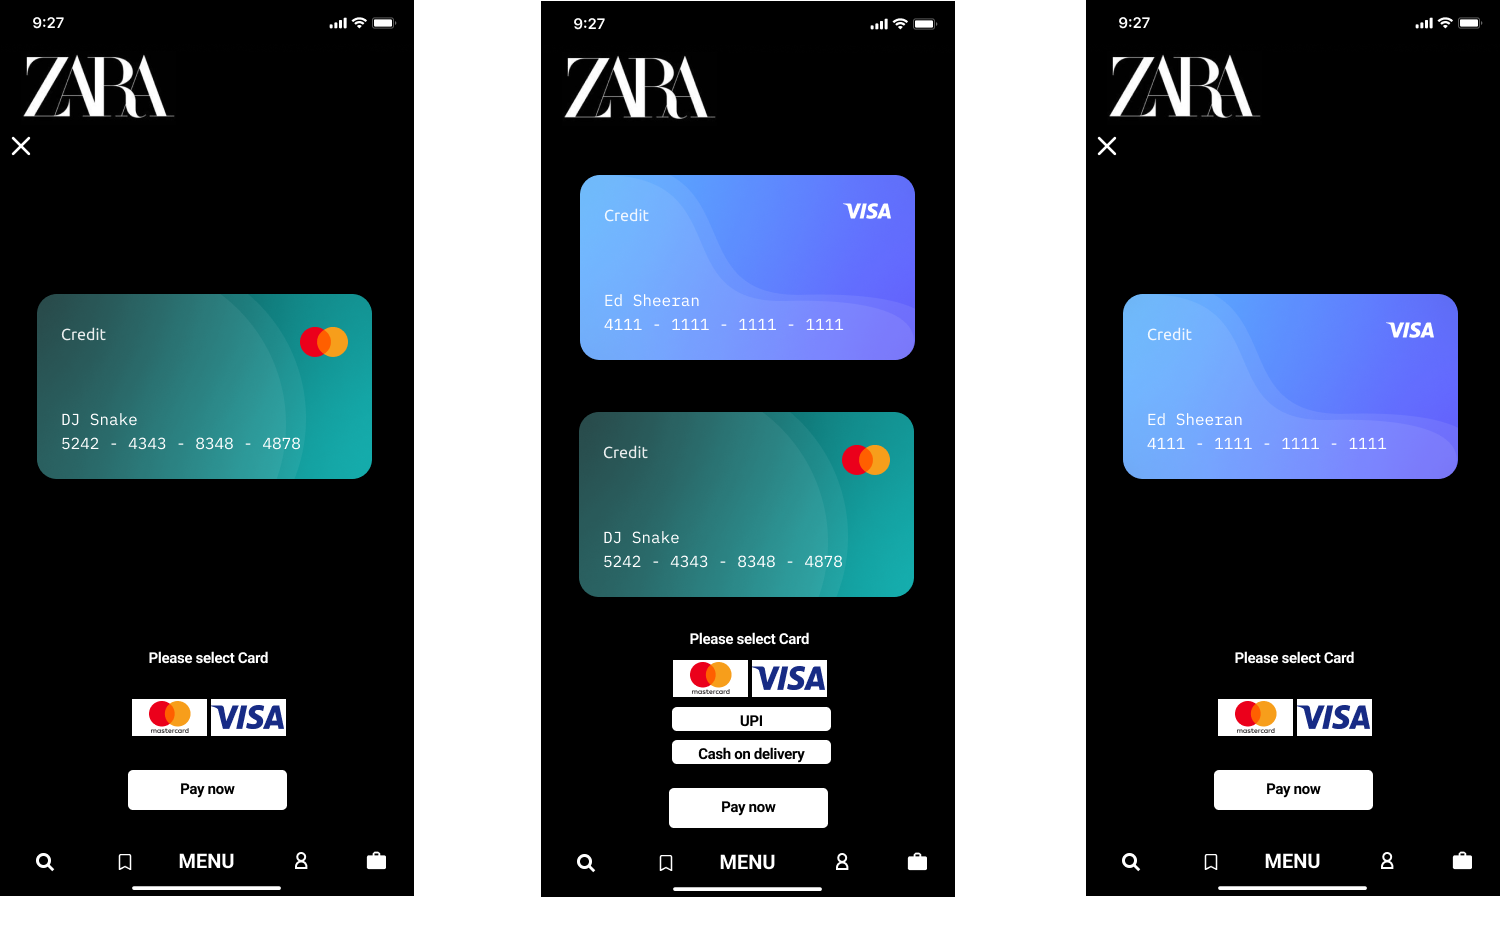 9:27
ZARA
Credit
DJ Snake
5242 - 4343 - 8348 - 4878
Please select Card
mastercard
VISA
Pay now
MENU
9:27
ZARA
Credit
VISA
Ed Sheeran
4111 - 1111 - 1111 - 1111
Credit
DJ Snake
5242 - 4343 - 8348 - 4878
Please select Card
mastercard
VISA
UPI
Cash on delivery
Pay now
MENU
9:27
ZARA
Credit
VISA
Ed Sheeran
4111 - 1111 - 1111 - 1111
Please select Card
mastercard
VISA
Pay now
MENU